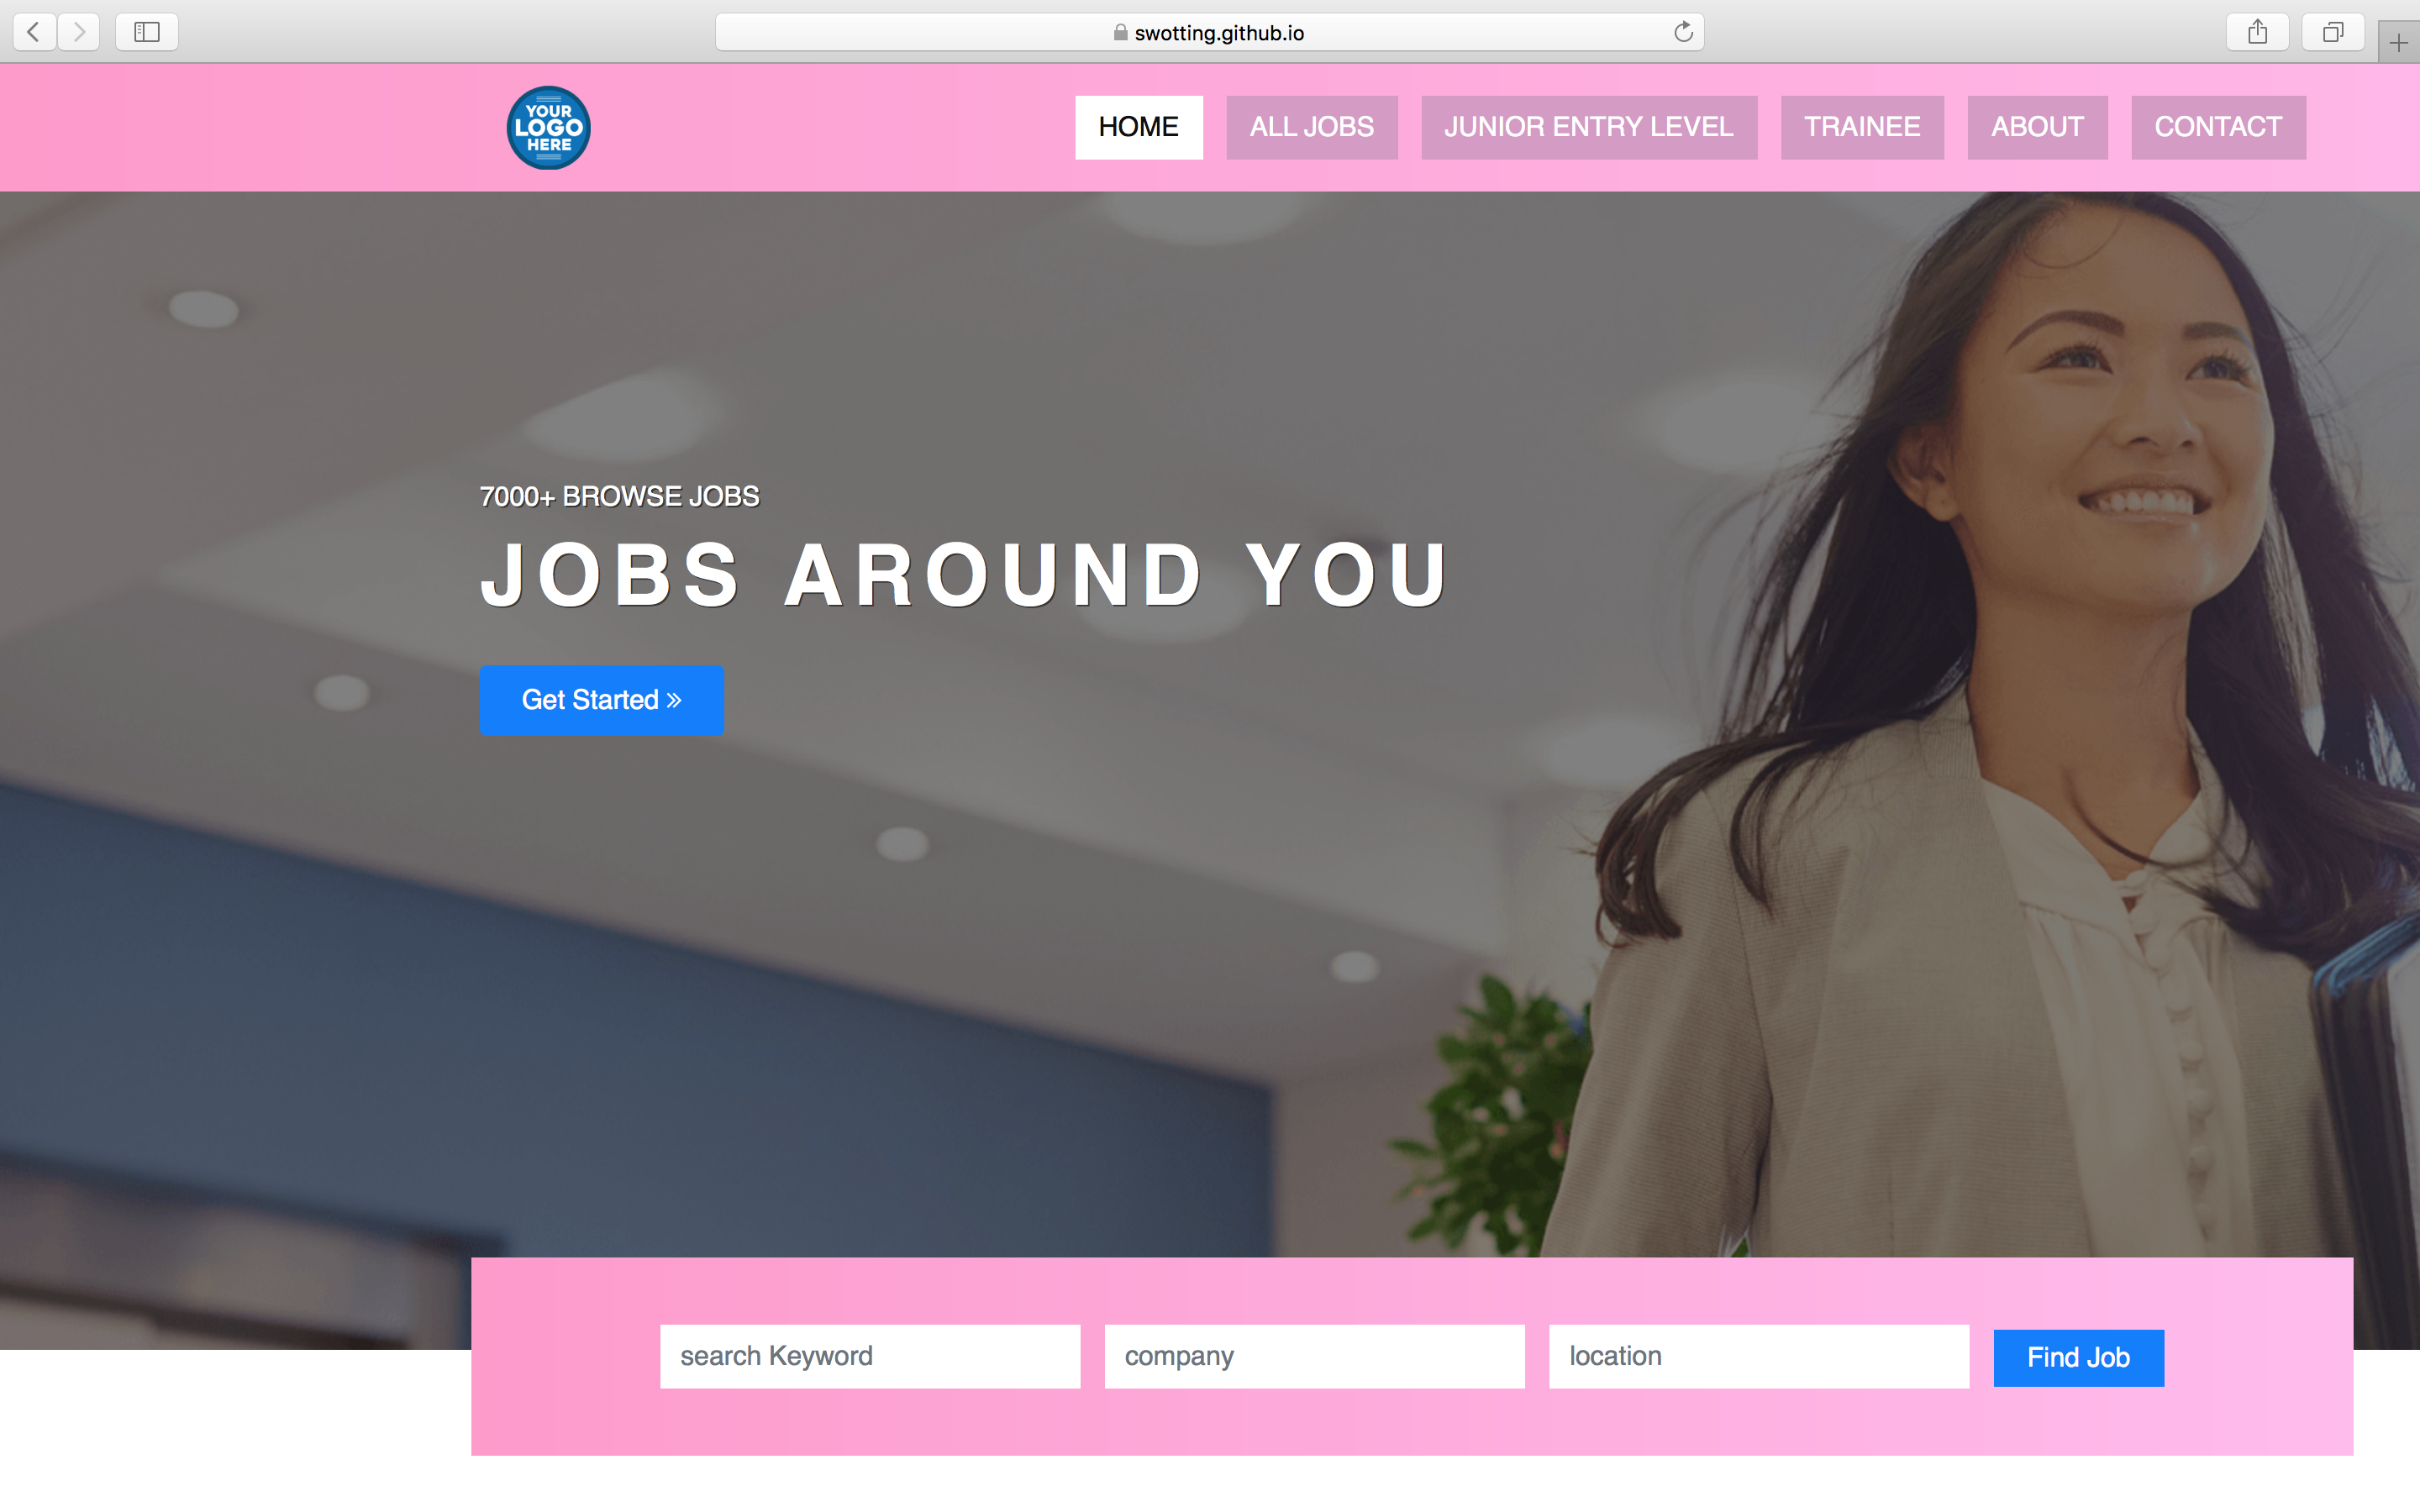 swotting.github.io
YOUR
LOGO
HERE
HOME
ALL JOBS
JUNIOR ENTRY LEVEL
TRAINEE
ABOUT
CONTACT
7000+ BROWSE JOBS
JOBS AROUND YOU
Get Started »
search Keyword
company
location
Find Job